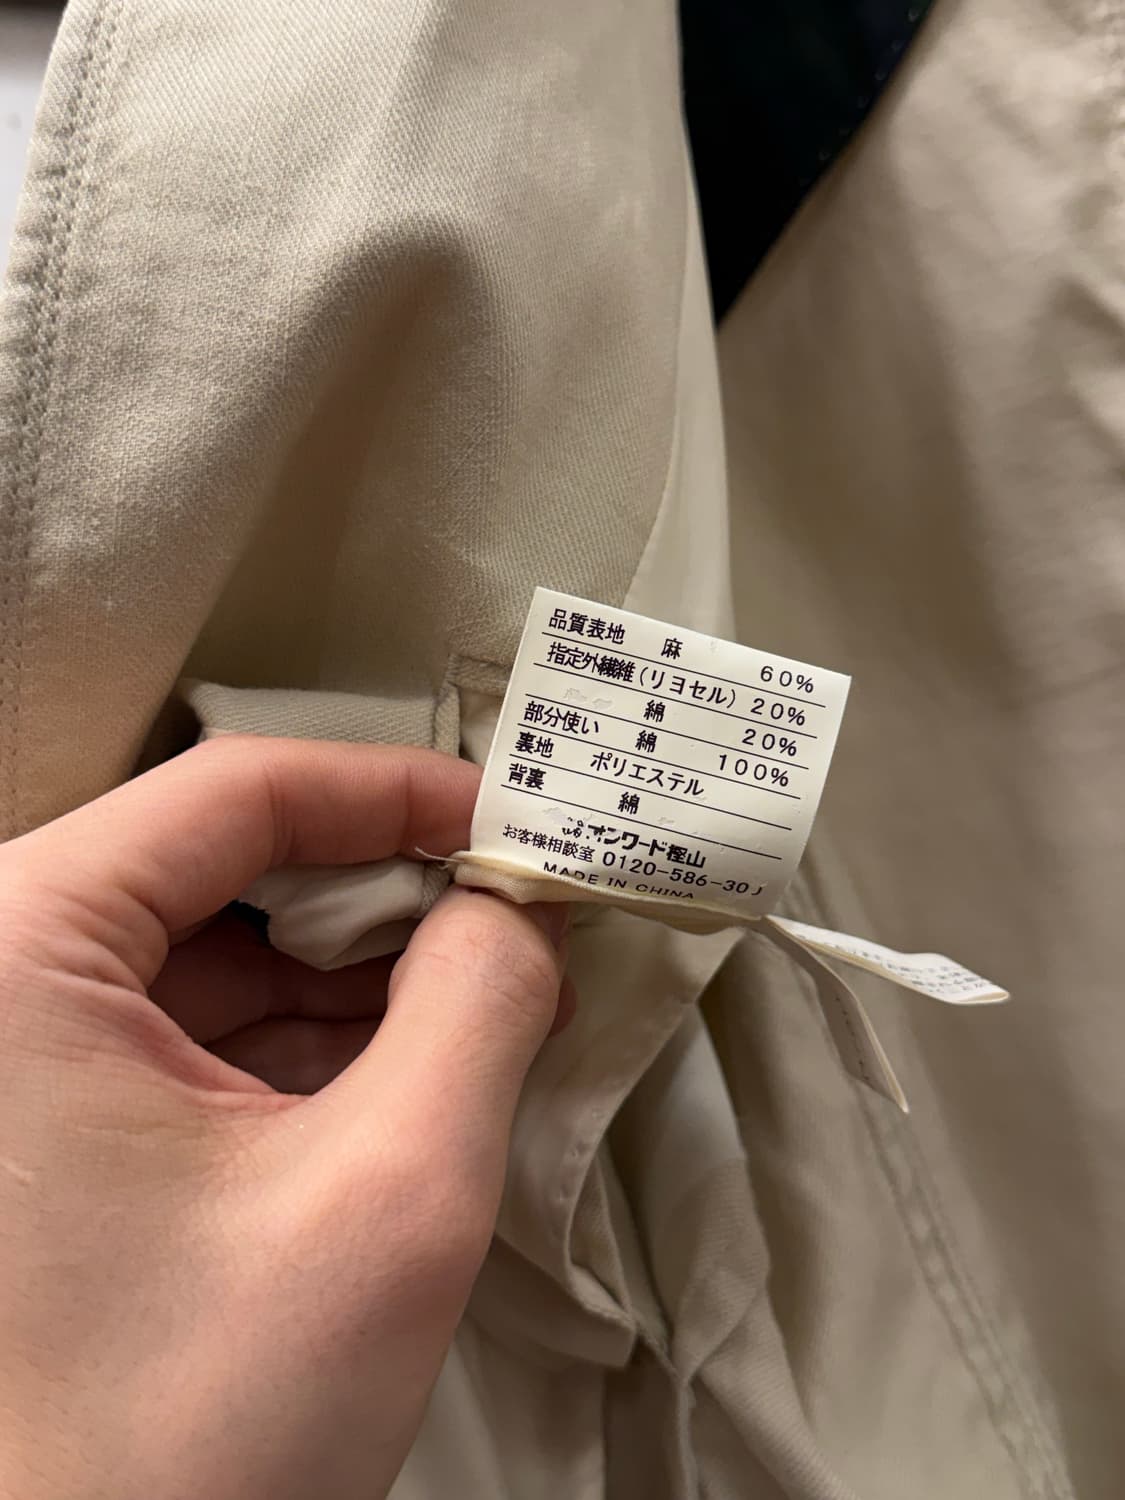 品質表地 麻 60%
指定外繊維(リヨセル) 20%
綿 20%
部分使い 綿 100%
裏地 ポリエステル
背裏 綿
オンワード樫山
お客様相談室 0120-586-30
MADE IN CHINA